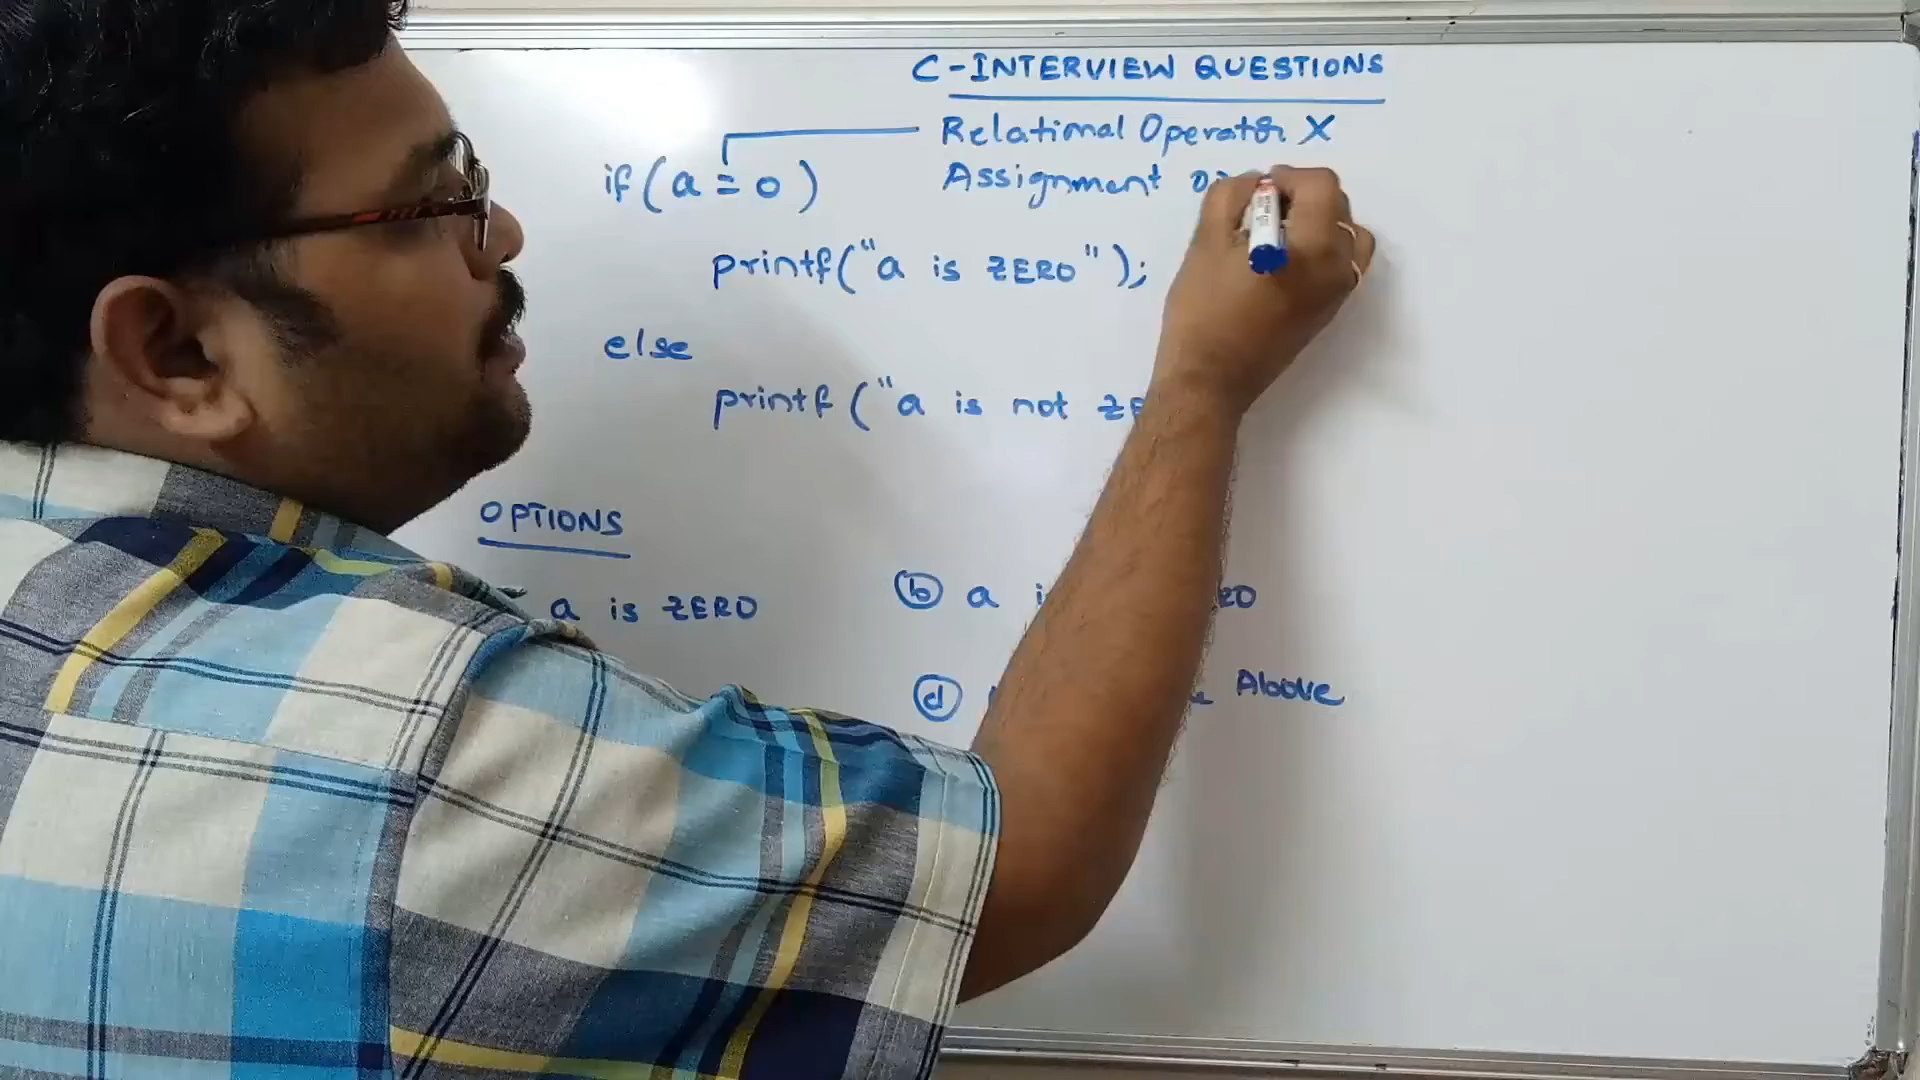 C-INTERVIEW QUESTIONS
Relational Operator X
if (a = 0)
Assignment
printf("a is ZERO");
else
printf ("a is not
OPTIONS
a is ZERO
(b) a
(d) Above